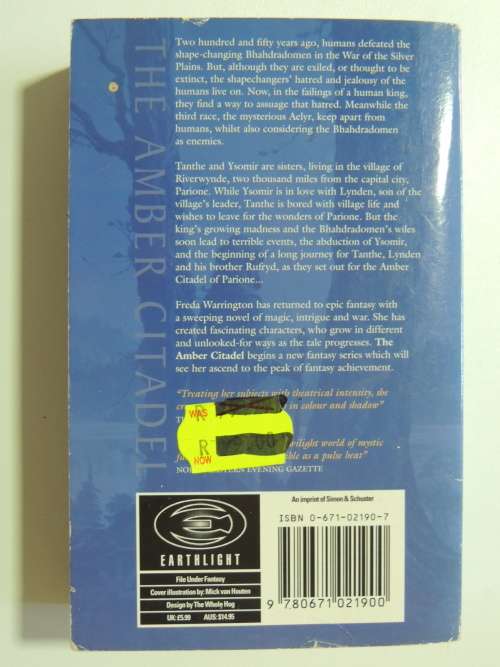 THE AMBER CITADEL
Two hundred and fifty years ago, humans defeated the
shape-changing Bhahdradomen in the War of the Silver
Plains. But, although they are exiled, or thought to be
extinct, the shapechangers' hatred and jealousy of the
humans live on. Now, in the failings of a human king,
they find a way to assuage that hatred. Meanwhile the
third race, the mysterious Aelyr, keep apart from
humans, whilst also considering the Bhahdradomen
as enemies.
Tanthe and Ysomir are sisters, living in the village of
Riverwynde, two thousand miles from the capital city,
Parione. While Ysomir is in love with Lynden, son of the
village's leader, Tanthe is bored with village life and
wishes to leave for the wonders of Parione. But the
king's growing madness and the Bhahdradomen's wiles
soon lead to terrible events, the abduction of Ysomir,
and the beginning of a long journey for Tanthe, Lynden
and his brother Rufryd, as they set out for the Amber
Citadel of Parione...
Freda Warrington has returned to epic fantasy with
a sweeping novel of magic, intrigue and war. She has
created fascinating characters, who grow in different
and unlooked-for ways as the tale progresses. The
Amber Citadel begins a new fantasy series which will
see her ascend to the peak of fantasy achievement.
"Treating her subjects with theatrical intensity, she
in colour and shadow"
WAS R
R 00
NOW
twilight world of mystic
as a pulse beat"
EVENING GAZETTE
An imprint of Simon & Schuster
ISBN 0-671-02190-7
EARTHLIGHT
File Under Fantasy
Cover illustration by: Mick van Houten
Design by The Whole Hog
UK: £5.99 AUS: $14.95
9 780671 021900